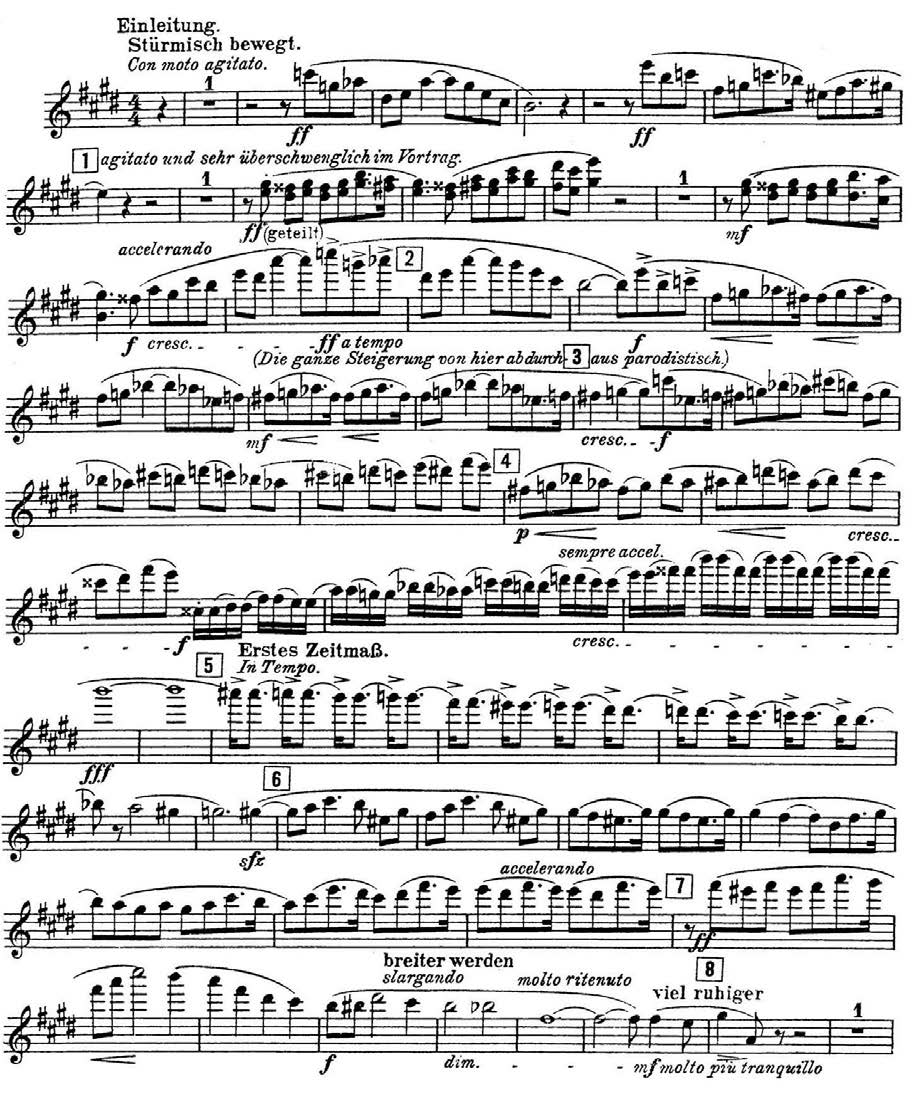 Einleitung.
Stürmisch bewegt.
Con moto agitato.
4 4
1
ff
ff
1
agitato und sehr überschwenglich im Vortrag.
1
1
ff (geteilt)
mf
accelerando
2
f cresc.
ff a tempo
f
(Die ganze Steigerung von hier ab durch-
3
aus parodistisch.)
mf
cresc.
f
4
p
cresc.
sempre accel.
f
cresc.
5
Erstes Zeitmaß.
In Tempo.
fff
6
sfz
accelerando
7
ff
breiter werden
slargando
molto ritenuto
8
viel ruhiger
1
f
dim.
mf molto più tranquillo